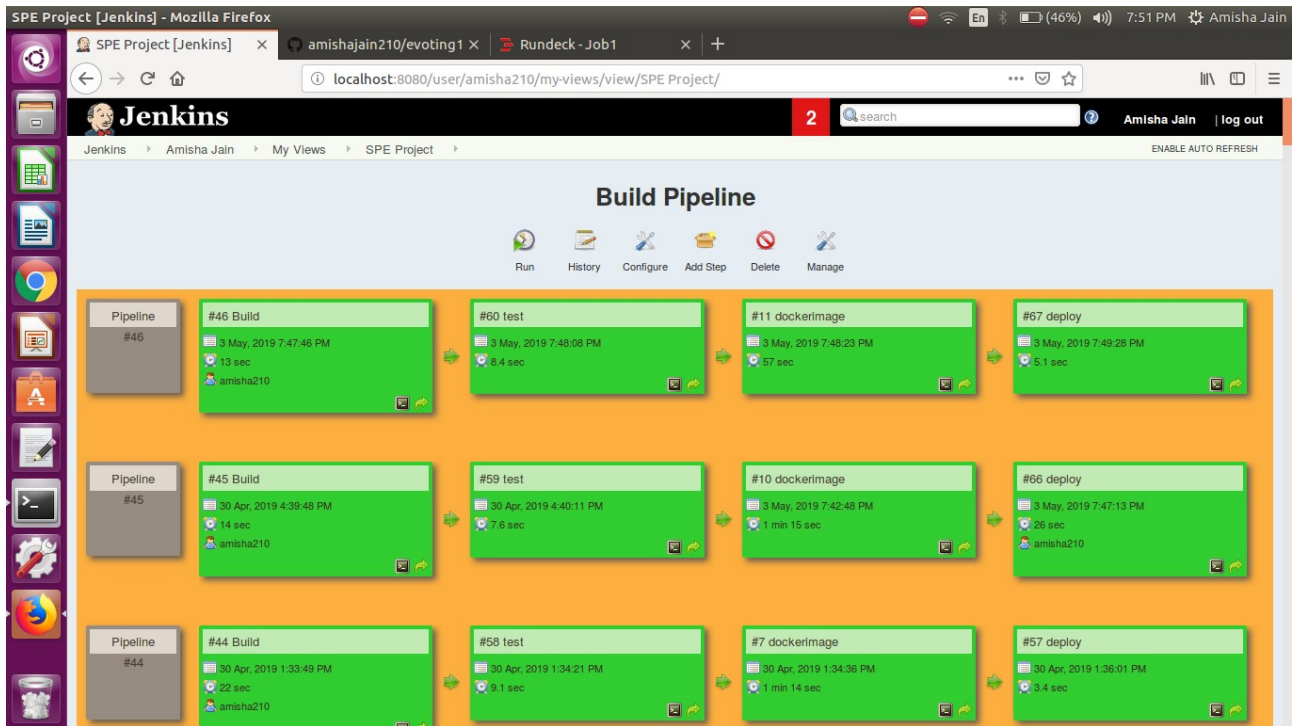 SPE Project [Jenkins] - Mozilla Firefox
En (46%) 7:51 PM Amisha Jain
SPE Project [Jenkins] × amishajain210/evoting1 × Rundeck - Job1 × +
localhost:8080/user/amisha210/my-views/view/SPE Project/
Jenkins 2 search Amisha Jain | log out
Jenkins Amisha Jain My Views SPE Project ENABLE AUTO REFRESH
Build Pipeline
Run History Configure Add Step Delete Manage
Pipeline #46 Build #60 test #11 dockerimage #67 deploy
#46 3 May, 2019 7:47:46 PM 3 May, 2019 7:48:08 PM 3 May, 2019 7:48:23 PM 3 May, 2019 7:49:28 PM
13 sec 8.4 sec 57 sec 5.1 sec
amisha210
Pipeline #45 Build #59 test #10 dockerimage #66 deploy
#45 30 Apr, 2019 4:39:48 PM 30 Apr, 2019 4:40:11 PM 3 May, 2019 7:42:48 PM 3 May, 2019 7:47:13 PM
14 sec 7.6 sec 1 min 15 sec 26 sec
amisha210 amisha210
Pipeline #44 Build #58 test #7 dockerimage #57 deploy
#44 30 Apr, 2019 1:33:49 PM 30 Apr, 2019 1:34:21 PM 30 Apr, 2019 1:34:36 PM 30 Apr, 2019 1:36:01 PM
22 sec 9.1 sec 1 min 14 sec 3.4 sec
amisha210